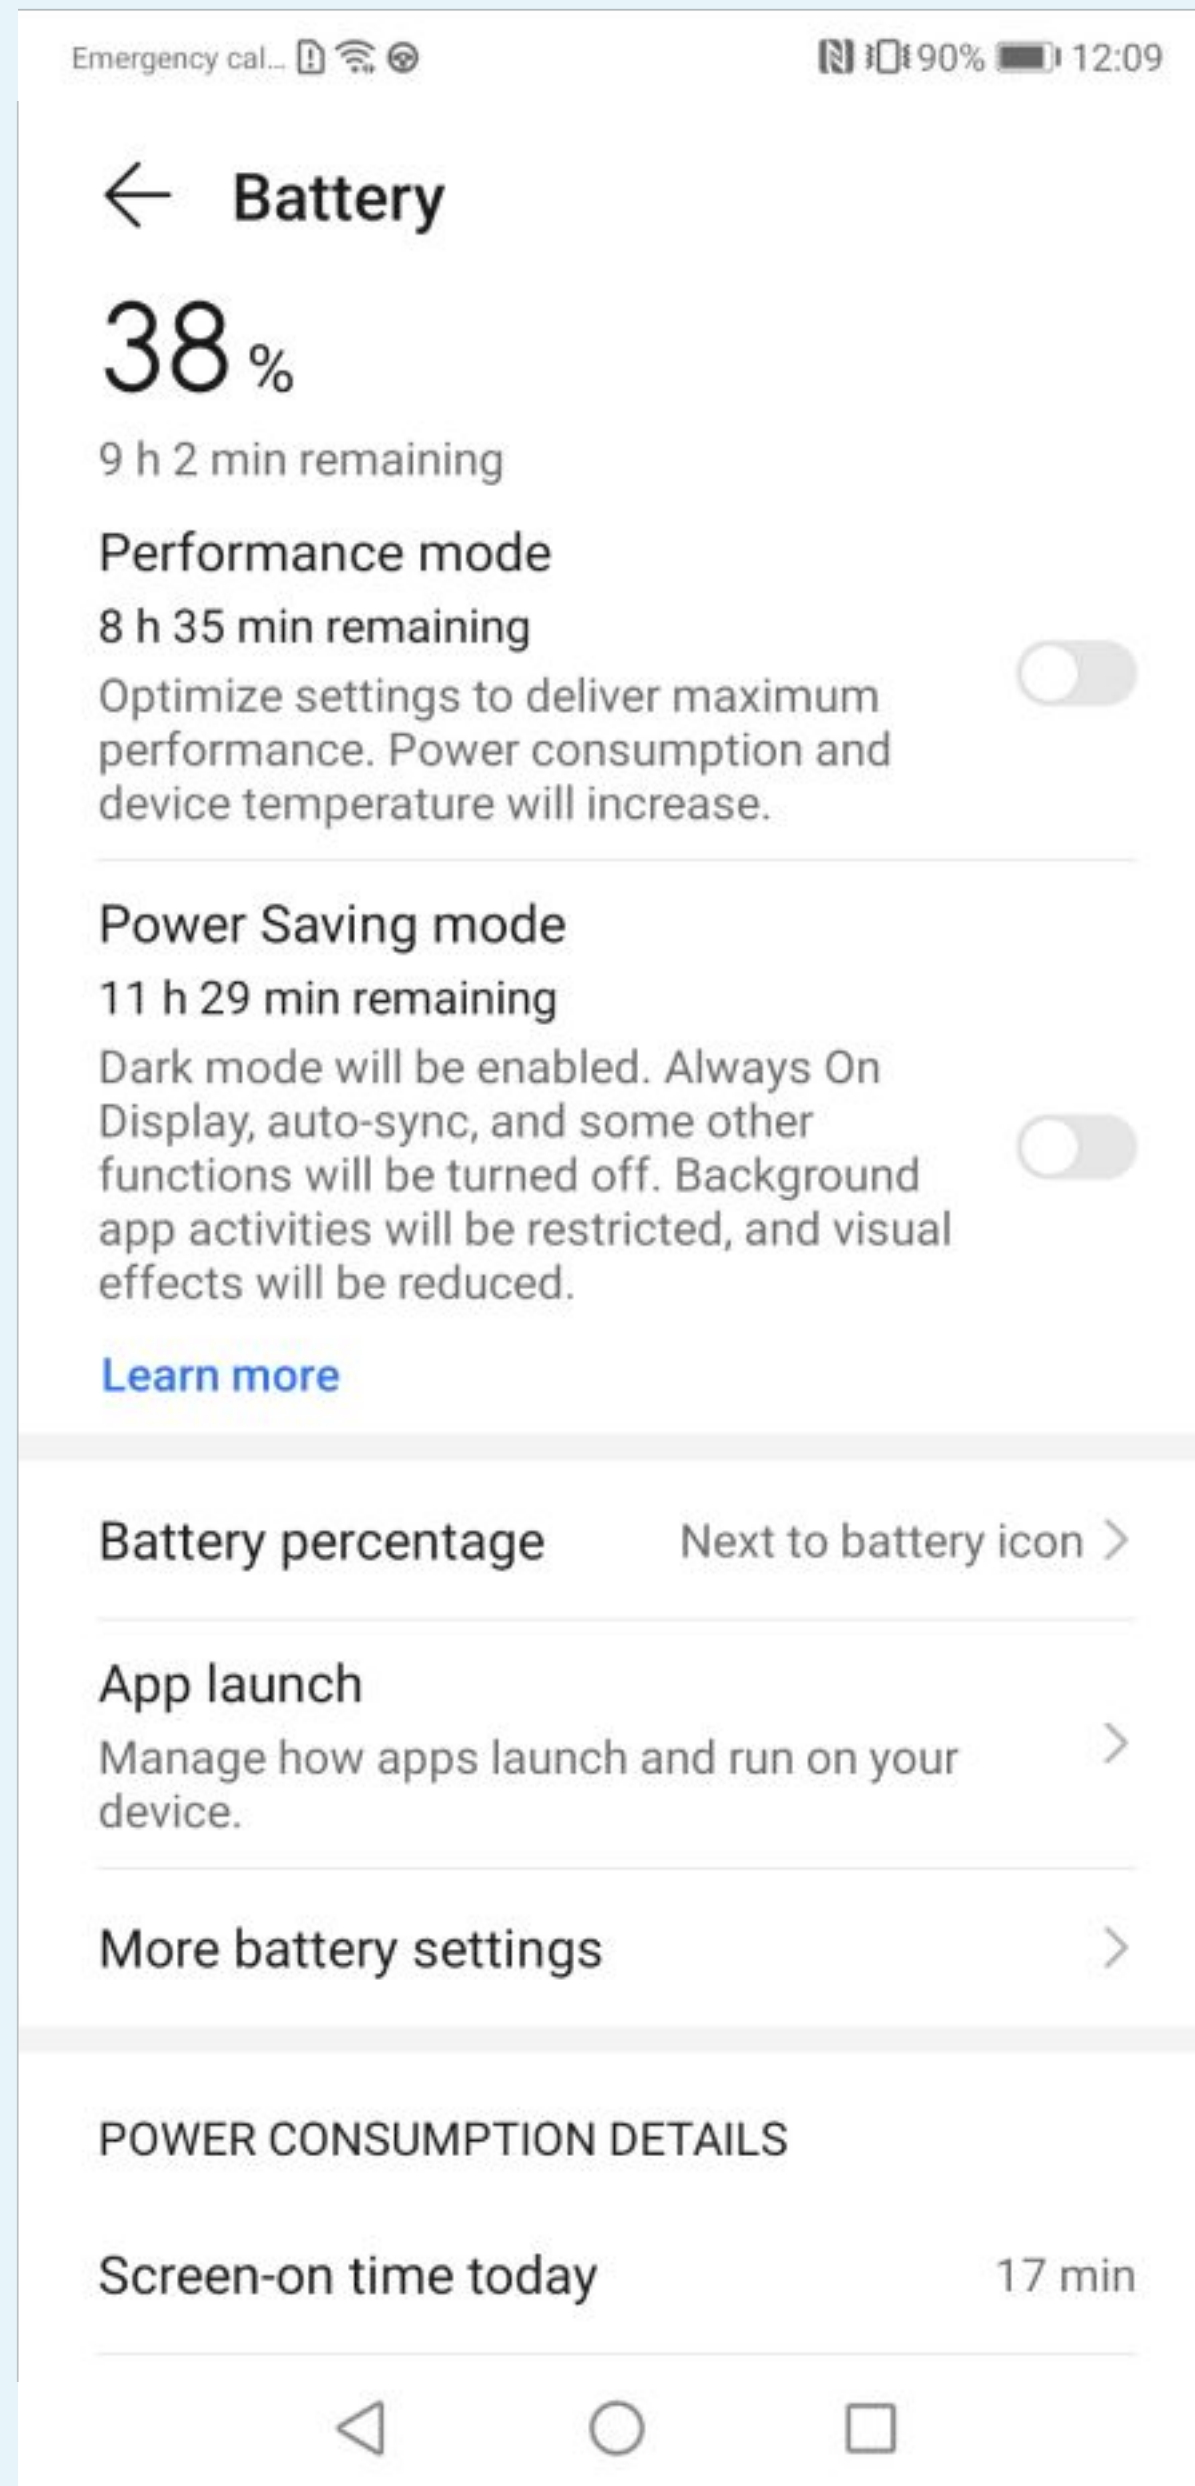 Emergency cal... 90% 12:09
Battery
38 %
9 h 2 min remaining
Performance mode
8 h 35 min remaining
Optimize settings to deliver maximum
performance. Power consumption and
device temperature will increase.
Power Saving mode
11 h 29 min remaining
Dark mode will be enabled. Always On
Display, auto-sync, and some other
functions will be turned off. Background
app activities will be restricted, and visual
effects will be reduced.
Learn more
Battery percentage Next to battery icon
App launch
Manage how apps launch and run on your
device.
More battery settings
POWER CONSUMPTION DETAILS
Screen-on time today 17 min